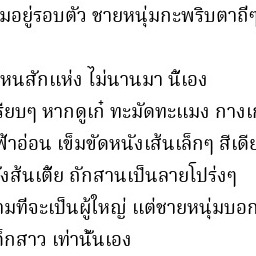 มอยู่รอบตัว ชายหนุ่มกะพริบตาถี่ๆ
หนสักแห่ง ไม่นานมา นี้เอง
รียบๆ หากดูเก๋ ทะมัดทะแมง กางเก
ฟ้าอ่อน เข็มขัดหนังเส้นเล็กๆ สีเดีย
ังส้นเตี้ย ถักสานเป็นลายโปร่งๆ
ามที่จะเป็นผู้ใหญ่ แต่ชายหนุ่มบอก
ด็กสาว เท่านั้นเอง